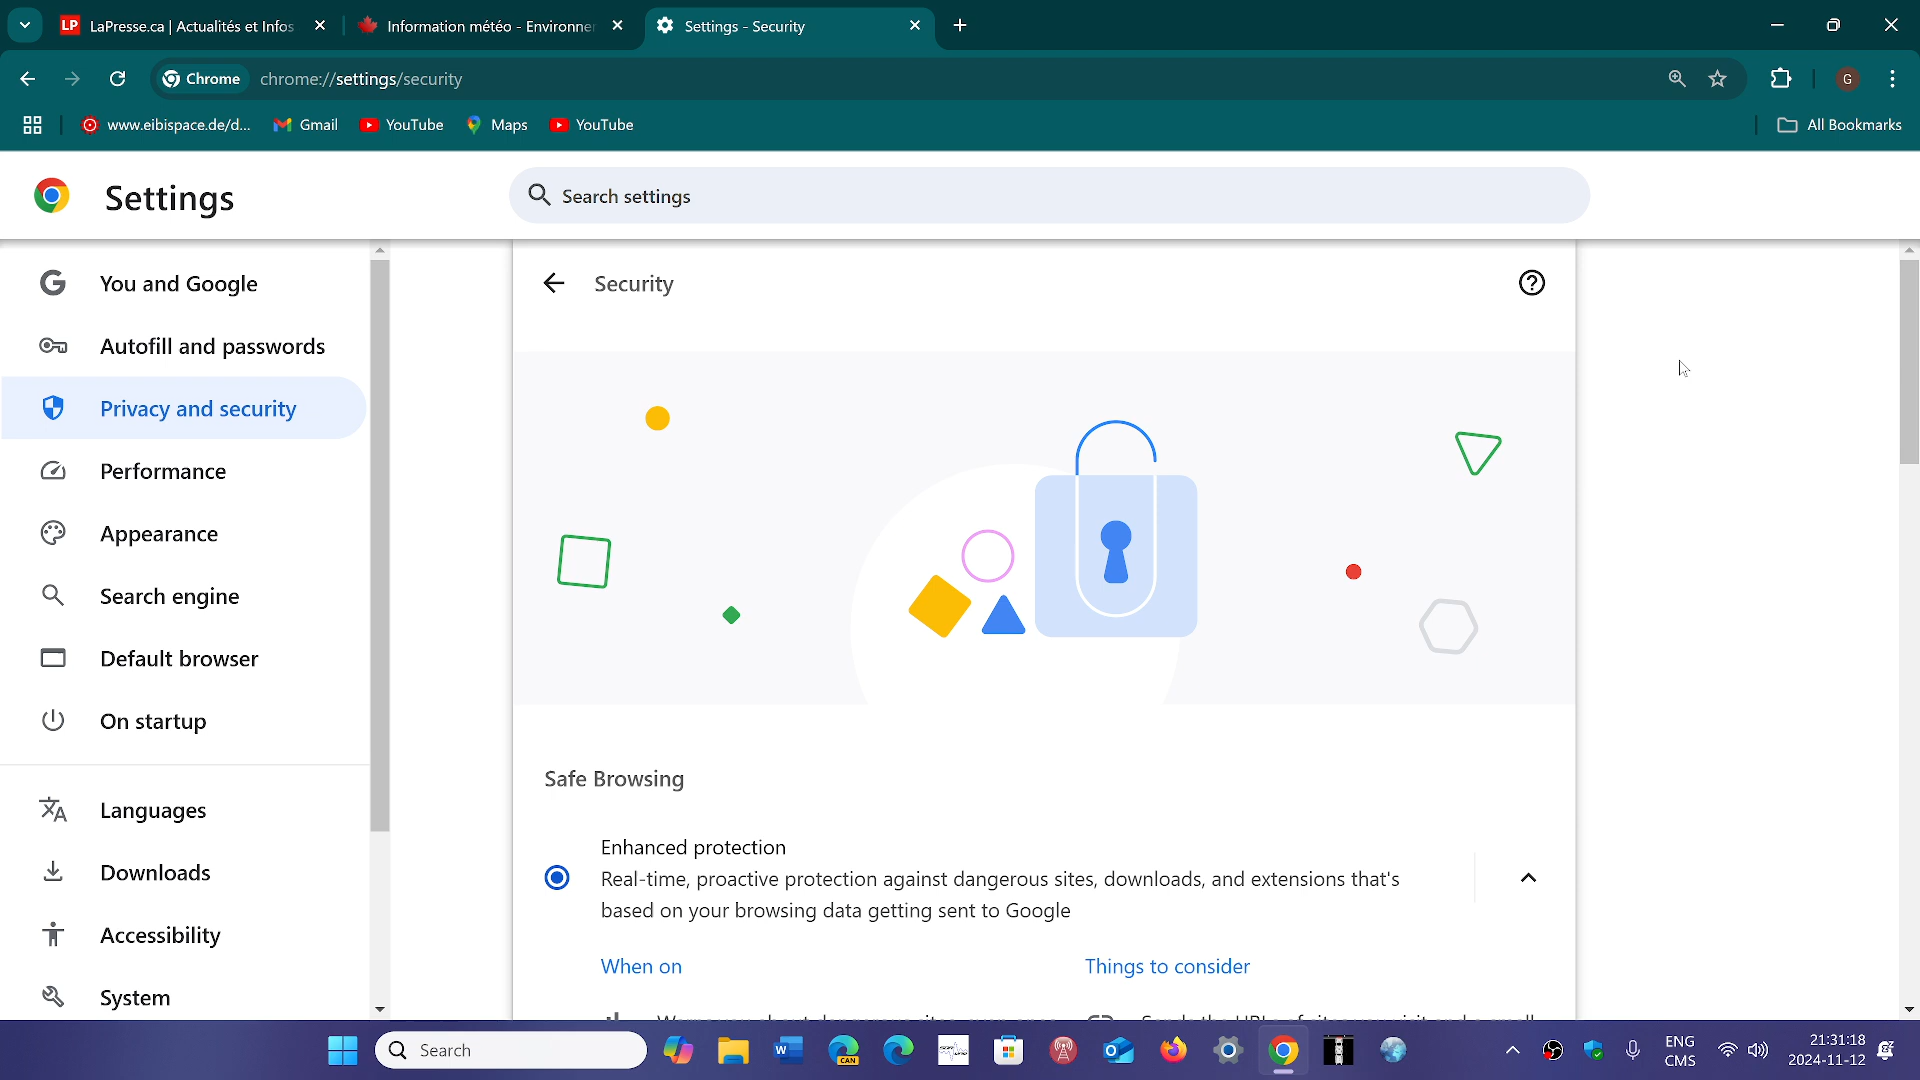 LP LaPresse.ca | Actualités et Infos
Information météo - Environne
Settings - Security
Chrome chrome://settings/security
G
www.eibispace.de/d... Gmail YouTube Maps YouTube
All Bookmarks
Settings
Search settings
You and Google
Autofill and passwords
Privacy and security
Performance
Appearance
Search engine
Default browser
On startup
Languages
Downloads
Accessibility
System
Security
Safe Browsing
Enhanced protection
Real-time, proactive protection against dangerous sites, downloads, and extensions that's
based on your browsing data getting sent to Google
When on
Things to consider
Search
CAN
ENG
CMS
21:31:18
2024-11-12